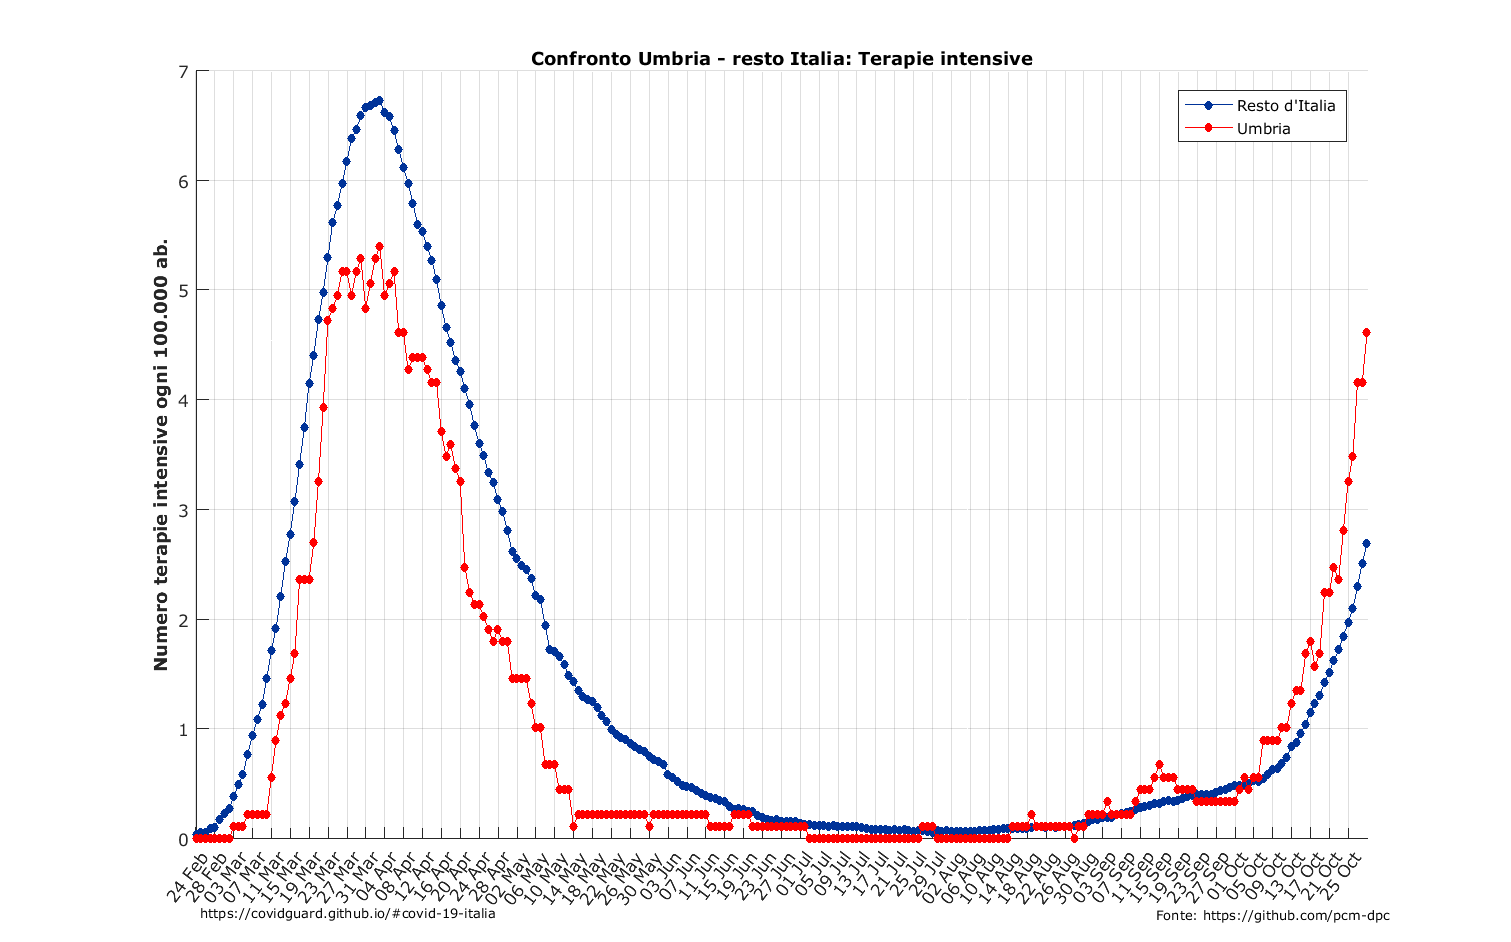 Confronto Umbria - resto Italia: Terapie intensive
Numero terapie intensive ogni 100.000 ab.
7
6
5
4
3
2
1
0
Resto d'Italia
Umbria
24 Feb
28 Feb
03 Mar
07 Mar
11 Mar
15 Mar
19 Mar
23 Mar
27 Mar
31 Mar
04 Apr
08 Apr
12 Apr
16 Apr
20 Apr
24 Apr
28 Apr
02 May
06 May
10 May
14 May
18 May
22 May
26 May
30 May
03 Jun
07 Jun
11 Jun
15 Jun
19 Jun
23 Jun
27 Jun
01 Jul
05 Jul
09 Jul
13 Jul
17 Jul
21 Jul
25 Jul
29 Jul
02 Aug
06 Aug
10 Aug
14 Aug
18 Aug
22 Aug
26 Aug
30 Aug
03 Sep
07 Sep
11 Sep
15 Sep
19 Sep
23 Sep
27 Sep
01 Oct
05 Oct
09 Oct
13 Oct
17 Oct
21 Oct
25 Oct
https://covidguard.github.io/#covid-19-italia
Fonte: https://github.com/pcm-dpc